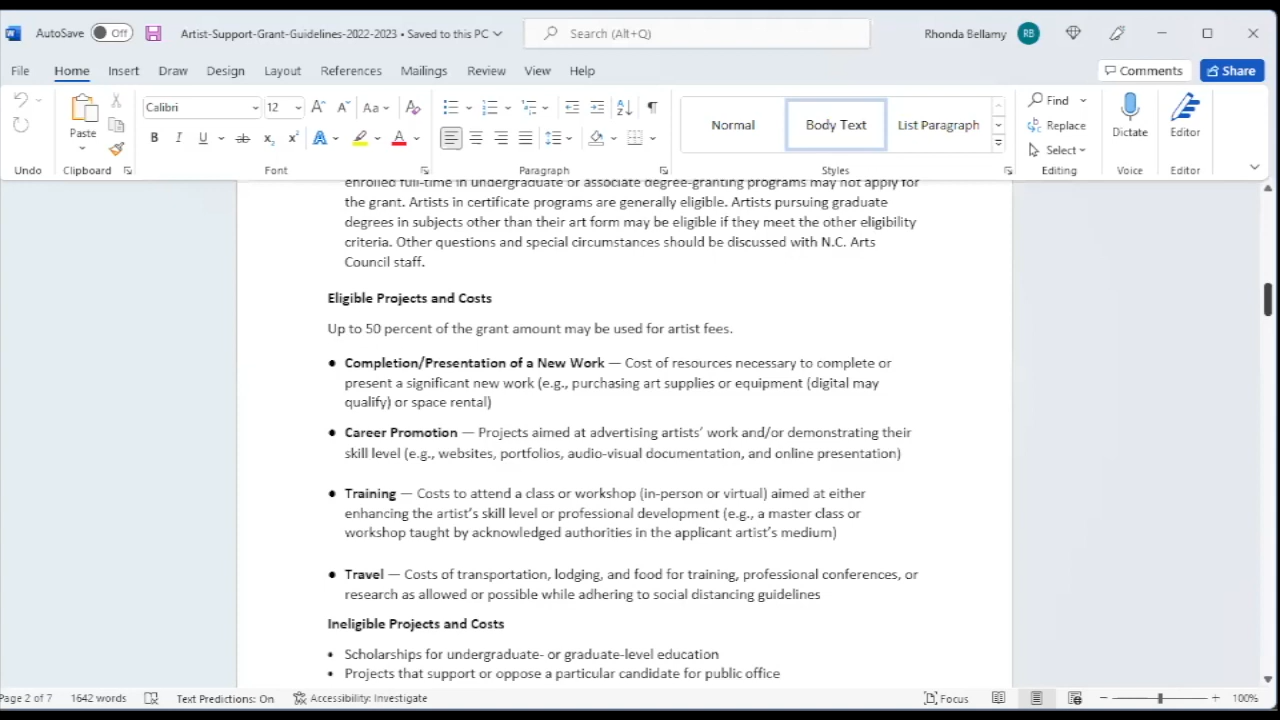 AutoSave Off Artist-Support-Grant-Guidelines-2022-2023 • Saved to this PC Search (Alt+Q) Rhonda Bellamy RB
File Home Insert Draw Design Layout References Mailings Review View Help Comments Share
Calibri 12 Aa Find
Paste Normal Body Text List Paragraph Replace Dictate Editor
Select
Undo Clipboard Font Paragraph Styles Editing Voice Editor
enrolled full-time in undergraduate or associate degree-granting programs may not apply for
the grant. Artists in certificate programs are generally eligible. Artists pursuing graduate
degrees in subjects other than their art form may be eligible if they meet the other eligibility
criteria. Other questions and special circumstances should be discussed with N.C. Arts
Council staff.
Eligible Projects and Costs
Up to 50 percent of the grant amount may be used for artist fees.
● Completion/Presentation of a New Work — Cost of resources necessary to complete or
present a significant new work (e.g., purchasing art supplies or equipment (digital may
qualify) or space rental)
● Career Promotion — Projects aimed at advertising artists’ work and/or demonstrating their
skill level (e.g., websites, portfolios, audio-visual documentation, and online presentation)
● Training — Costs to attend a class or workshop (in-person or virtual) aimed at either
enhancing the artist’s skill level or professional development (e.g., a master class or
workshop taught by acknowledged authorities in the applicant artist’s medium)
● Travel — Costs of transportation, lodging, and food for training, professional conferences, or
research as allowed or possible while adhering to social distancing guidelines
Ineligible Projects and Costs
• Scholarships for undergraduate- or graduate-level education
• Projects that support or oppose a particular candidate for public office
Page 2 of 7 1642 words Text Predictions: On Accessibility: Investigate Focus 100%